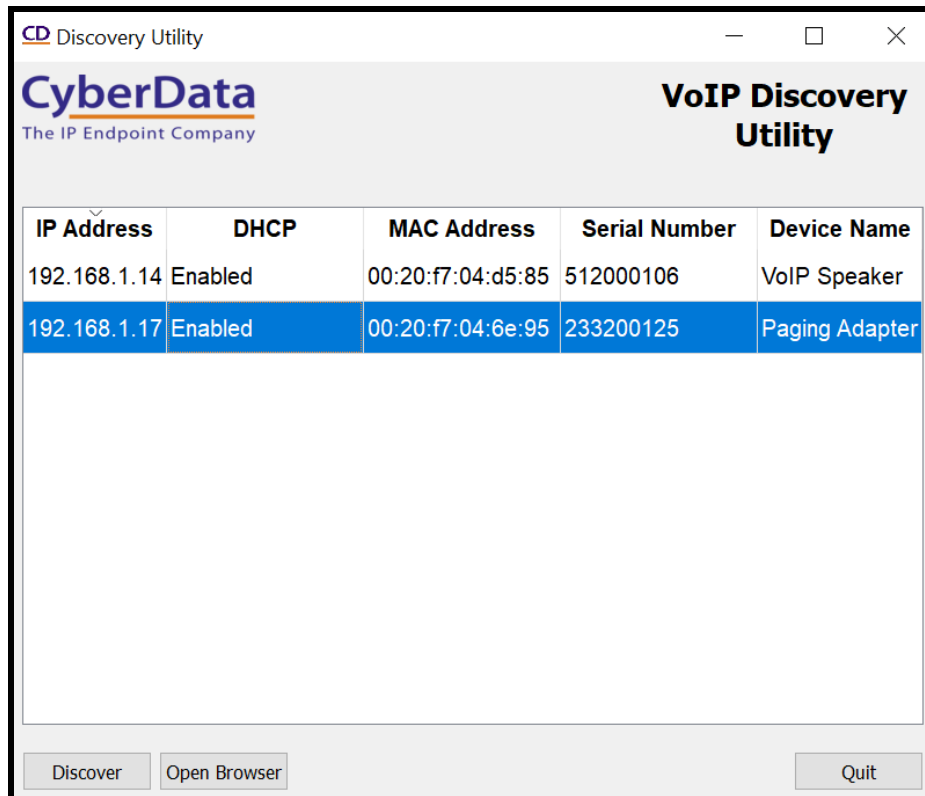 CD Discovery Utility
CyberData
The IP Endpoint Company
VoIP Discovery
Utility
IP Address DHCP MAC Address Serial Number Device Name
192.168.1.14 Enabled 00:20:f7:04:d5:85 512000106 VoIP Speaker
192.168.1.17 Enabled 00:20:f7:04:6e:95 233200125 Paging Adapter
Discover Open Browser Quit